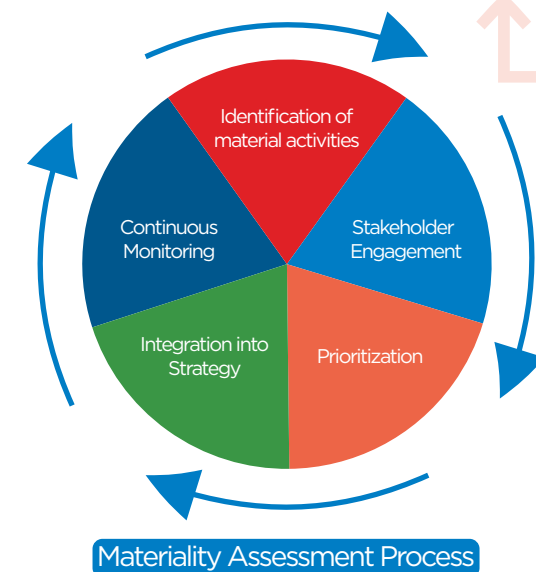 Identification of
material activities
Stakeholder
Engagement
Prioritization
Integration into
Strategy
Continuous
Monitoring
Materiality Assessment Process